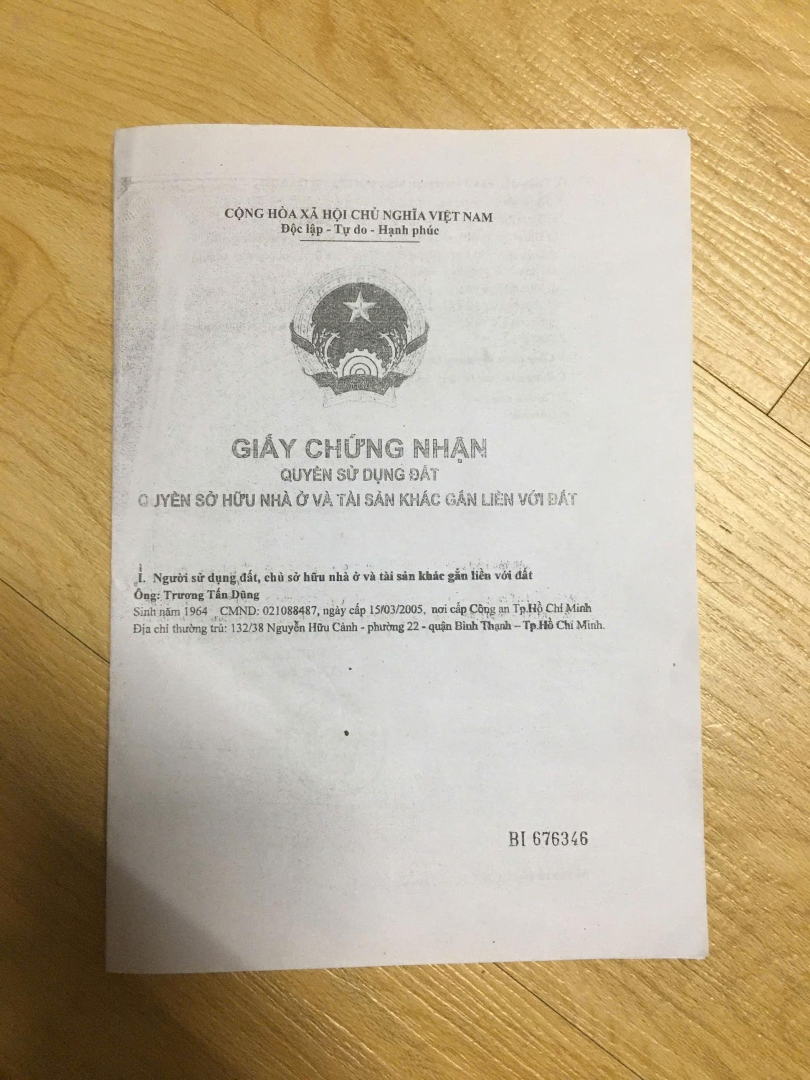 CỘNG HÒA XÃ HỘI CHỦ NGHĨA VIỆT NAM
Độc lập - Tự do - Hạnh phúc
GIẤY CHỨNG NHẬN
QUYỀN SỬ DỤNG ĐẤT
QUYỀN SỞ HỮU NHÀ Ở VÀ TÀI SẢN KHÁC GẮN LIỀN VỚI ĐẤT
I. Người sử dụng đất, chủ sở hữu nhà ở và tài sản khác gắn liền với đất
Ông: Trương Tấn Dũng
Sinh năm 1964 CMND: 021088487, ngày cấp 15/03/2005, nơi cấp Công an Tp.Hồ Chí Minh
Địa chỉ thường trú: 132/38 Nguyễn Hữu Cảnh - phường 22 - quận Bình Thạnh – Tp.Hồ Chí Minh.
BI 676346